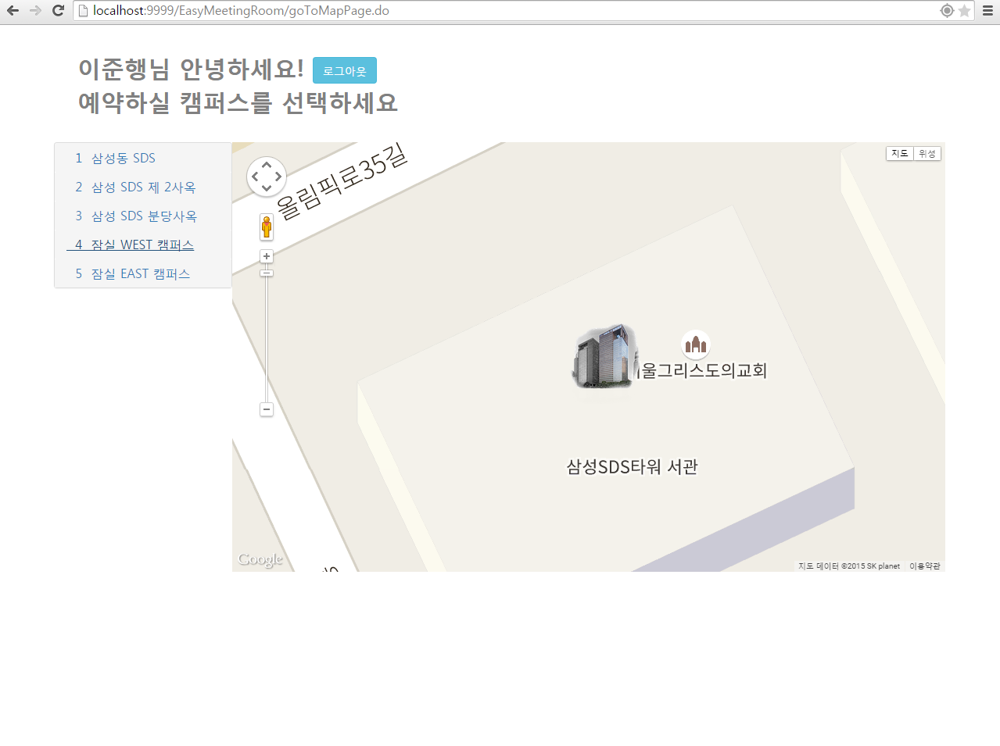 localhost:9999/EasyMeetingRoom/goToMapPage.do
이준행님 안녕하세요! 로그아웃
예약하실 캠퍼스를 선택하세요
1 삼성동 SDS
2 삼성 SDS 제 2사옥
3 삼성 SDS 분당사옥
4 잠실 WEST 캠퍼스
5 잠실 EAST 캠퍼스
지도 위성
올림픽로35길
울그리스도의교회
삼성SDS타워 서관
Google
지도 데이터 ©2015 SK planet 이용약관